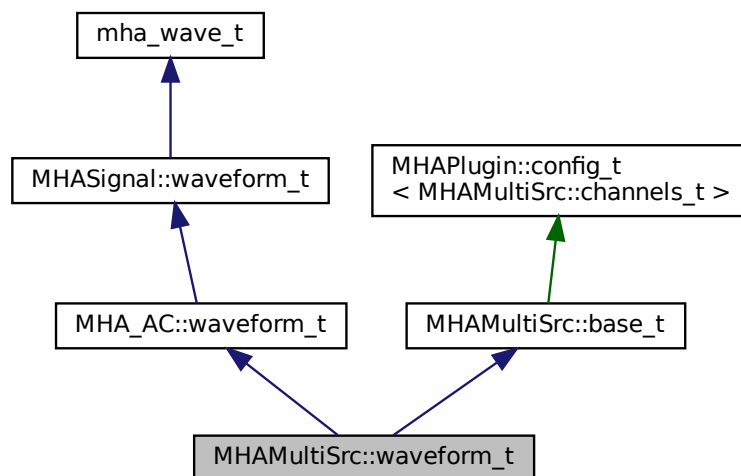 mha_wave_t
MHASignal::waveform_t
MHAPlugin::config_t
< MHAMultiSrc::channels_t >
MHA_AC::waveform_t
MHAMultiSrc::base_t
MHAMultiSrc::waveform_t